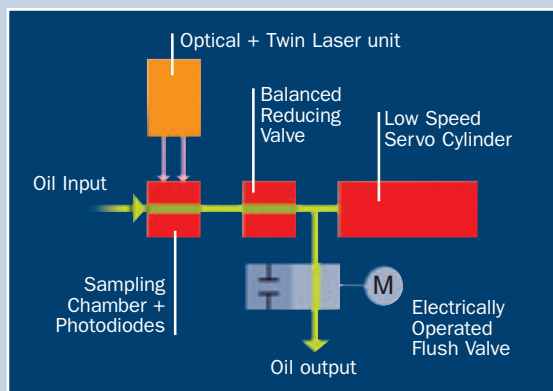 Optical + Twin Laser unit
Balanced
Reducing
Valve
Low Speed
Servo Cylinder
Oil Input
Sampling
Chamber +
Photodiodes
M
Electrically
Operated
Flush Valve
Oil output